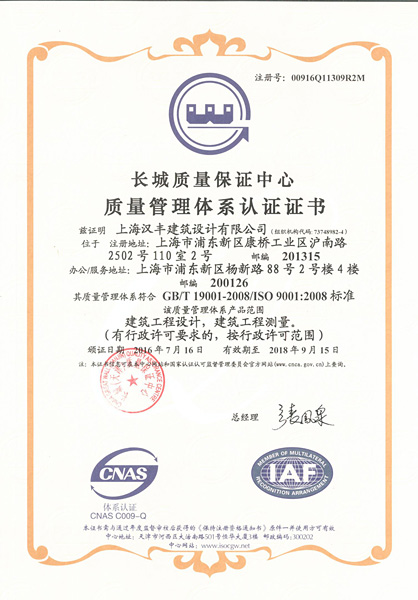 注册号：00916Q11309R2M
长城质量保证中心
质量管理体系认证证书
兹证明 上海汉丰建筑设计有限公司(组织机构代码:73748982-4)
位于 注册地址:上海市浦东新区康桥工业区沪南路
2502号110室2号 邮编 201315
办公/服务地址:上海市浦东新区杨新路88号2号楼4楼
邮编 200126
其质量管理体系符合 GB/T 19001-2008/ISO 9001:2008 标准
该质量管理体系产品范围
建筑工程设计，建筑工程测量。
(有行政许可要求的，按行政许可范围)
颁证日期 2016年7月16 有效期至 2018年9月15日
注：本证书信息可在本中心网站和国家认证认可监督管理委员会官方网站(www.cnca.gov.cn)上查询。
总经理
CNAS
体系认证
CNAS C009-Q
MEMBER OF MULTILATERAL
IAF
RECOGNITION ARRANGEMENT
本证书需与通过年度监督审核后获得的《保持注册资格通知书》原件一并使用方可有效
中心地址:天津市河西区大沽南路501号恒华大厦3楼 邮政编码:300202
中心网站: www.isocgw.net